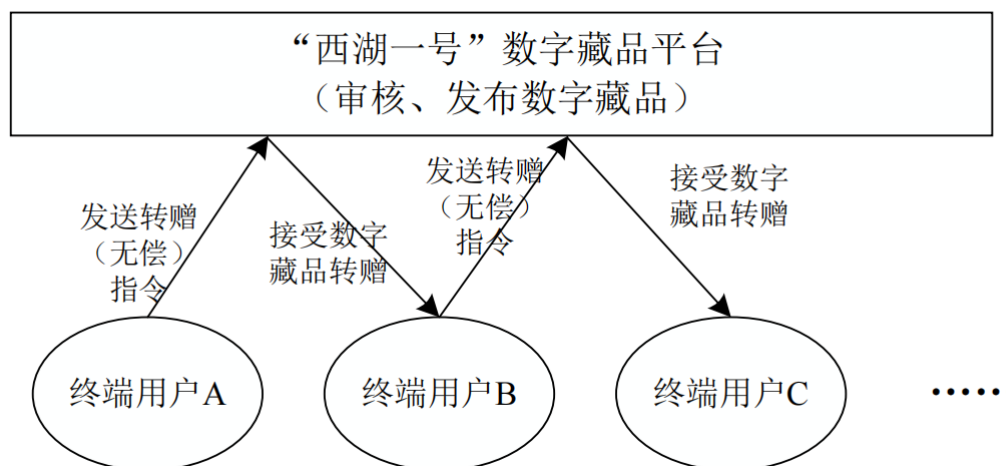 “西湖一号”数字藏品平台
（审核、发布数字藏品）
发送转赠
（无偿）
指令
接受数字
藏品转赠
发送转赠
（无偿）
指令
接受数字
藏品转赠
终端用户A
终端用户B
终端用户C
·····